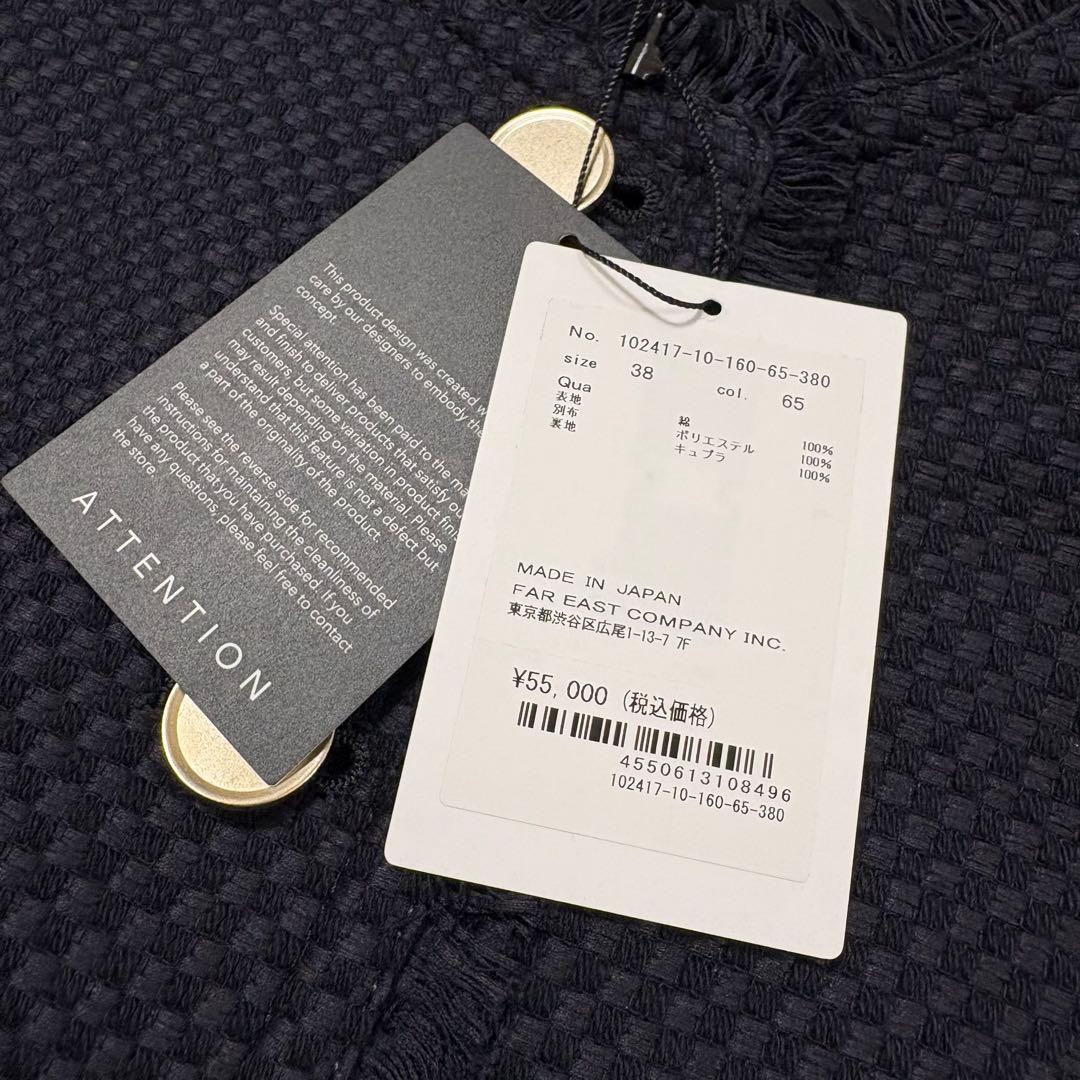 This product design was created w
care by our designers to embody th
concept.
Special attention has been Paid to the ma
and finish to deliver products that satisfy ou
customers, but some variation in product finis
may result depending on the material. Please
understand that this feature is not a defect but
a part of the originality of the product.
Please see the reverse side for recommended
instructions for maintaining the cleanliness of
the product that you have purchased. If you
have any questions, please feel free to contact
the store.
ATTENTION
No. 102417-10-160-65-380
size 38 col. 65
Qua
表地 綿 100%
別布 ポリエステル 100%
裏地 キュプラ 100%
MADE IN JAPAN
FAR EAST COMPANY INC.
東京都渋谷区広尾1-13-7 7F
¥55,000 (税込価格)
4550613108496
102417-10-160-65-380